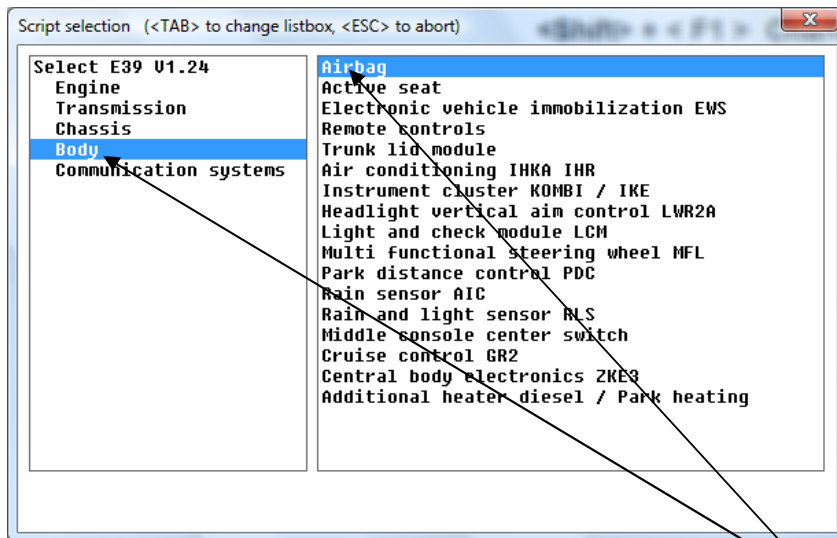 Script selection (<TAB> to change listbox, <ESC> to abort)
<Shift> + < F1 >
Select E39 V1.24
Engine
Transmission
Chassis
Body
Communication systems
Airbag
Active seat
Electronic vehicle immobilization EWS
Remote controls
Trunk lid module
Air conditioning IHKA IHR
Instrument cluster KOMBI / IKE
Headlight vertical aim control LWR2A
Light and check module LCM
Multi functional steering wheel MFL
Park distance control PDC
Rain sensor AIC
Rain and light sensor RLS
Middle console center switch
Cruise control GR2
Central body electronics ZKE3
Additional heater diesel / Park heating